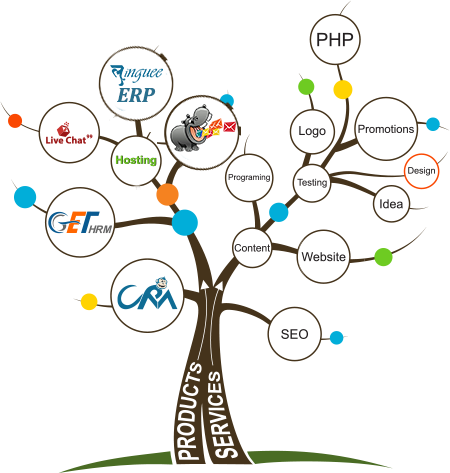 PHP
Linguee
ERP
Logo
Promotions
Live Chat
Hosting
Programing
Testing
Design
Idea
GET HRM
Content
Website
CRM
SEO
PRODUCTS
SERVICES